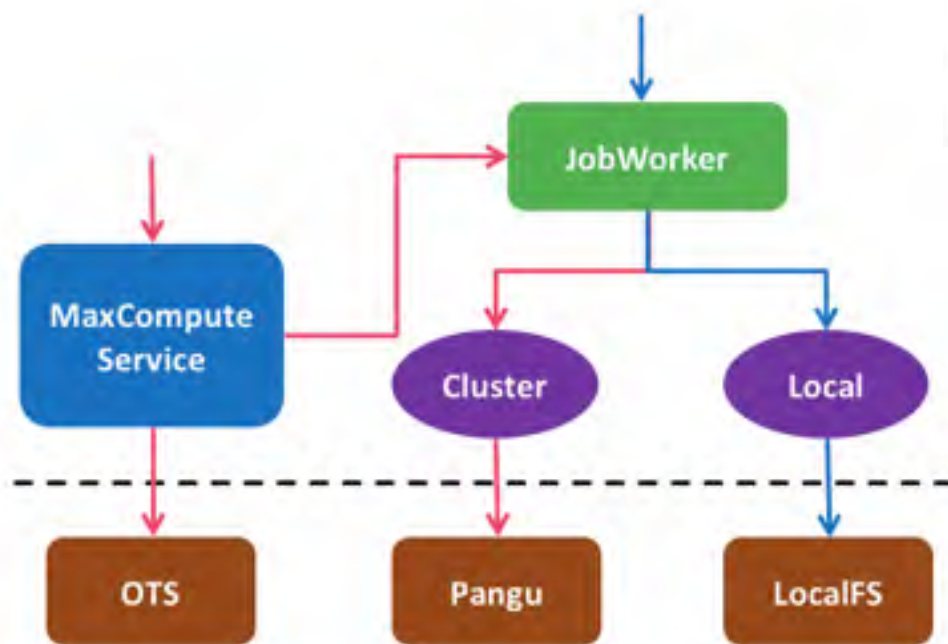 JobWorker
MaxCompute
Service
Cluster
Local
OTS
Pangu
LocalFS